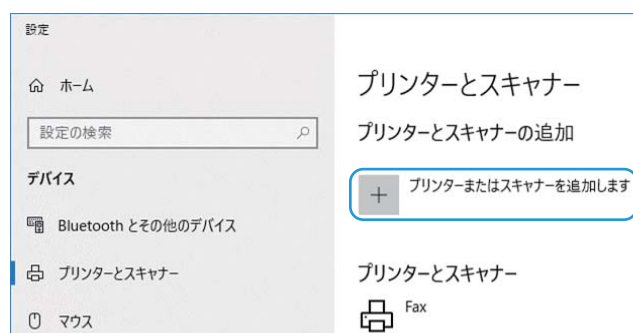 設定
ホーム
設定の検索
デバイス
Bluetooth とその他のデバイス
プリンターとスキャナー
マウス
プリンターとスキャナー
プリンターとスキャナーの追加
プリンターまたはスキャナーを追加します
プリンターとスキャナー
Fax